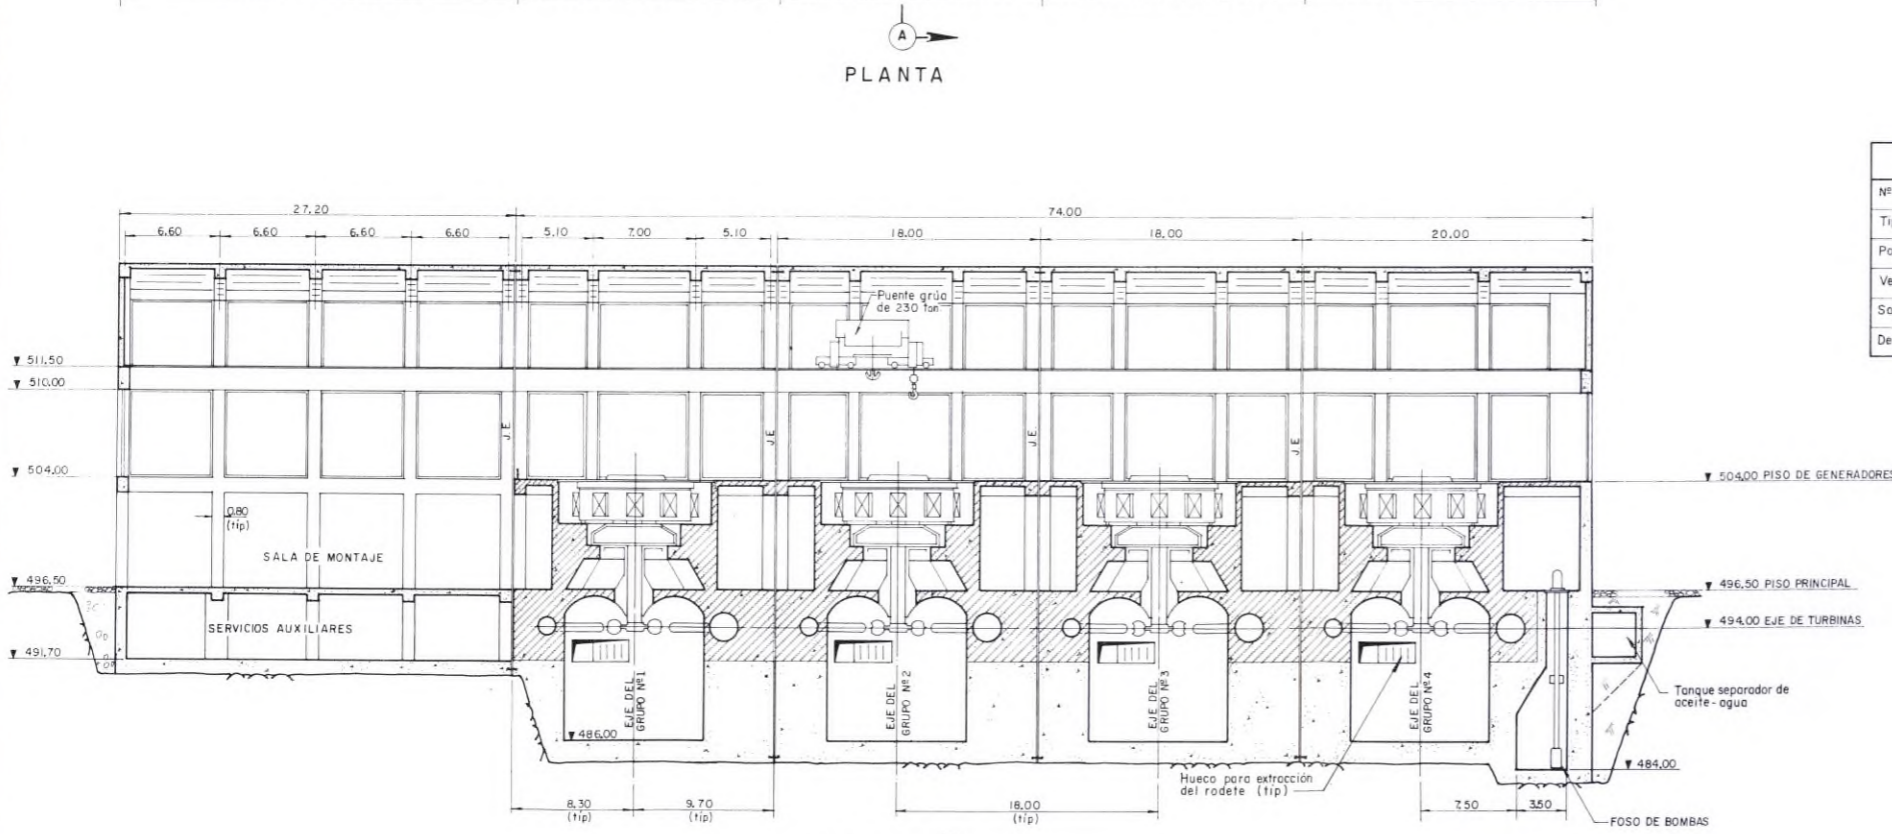 A
PLANTA
Nº
27.20
74.00
6.60
6.60
6.60
6.60
5.10
7.00
5.10
18.00
18.00
20.00
Puente grúa
de 230 ton
511.50
510.00
J.E.
J.E.
J.E.
J.E.
504.00
504.00 PISO DE GENERADORES
0.80
(tip)
SALA DE MONTAJE
496.50
496.50 PISO PRINCIPAL
SERVICIOS AUXILIARES
494.00 EJE DE TURBINAS
491.70
EJE DEL
GRUPO Nº1
EJE DEL
GRUPO Nº2
EJE DEL
GRUPO Nº3
EJE DEL
GRUPO Nº4
Tanque separador de
aceite-agua
486.00
Hueco para extracción
del rodete (tip)
484.00
8.30
(tip)
9.70
(tip)
18.00
(tip)
7.50
3.50
FOSO DE BOMBAS